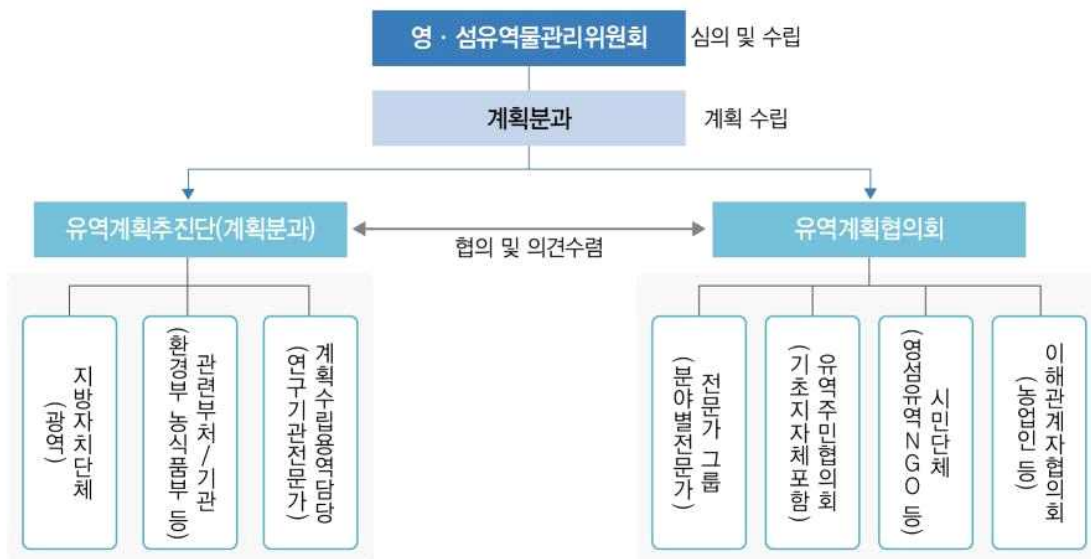 영 · 섬유역물관리위원회
심의 및 수립
계획분과
계획 수립
유역계획추진단(계획분과)
협의 및 의견수렴
유역계획협의회
지방자치단체
(광역)
관련부처/기관
(환경부 농식품부 등)
계획수립용역담당
(연구기관전문가)
전문가 그룹
(분야별전문가)
유역주민협의회
(기초지자체포함)
시민단체
(영섬유역NGO 등)
이해관계자협의회
(농업인 등)